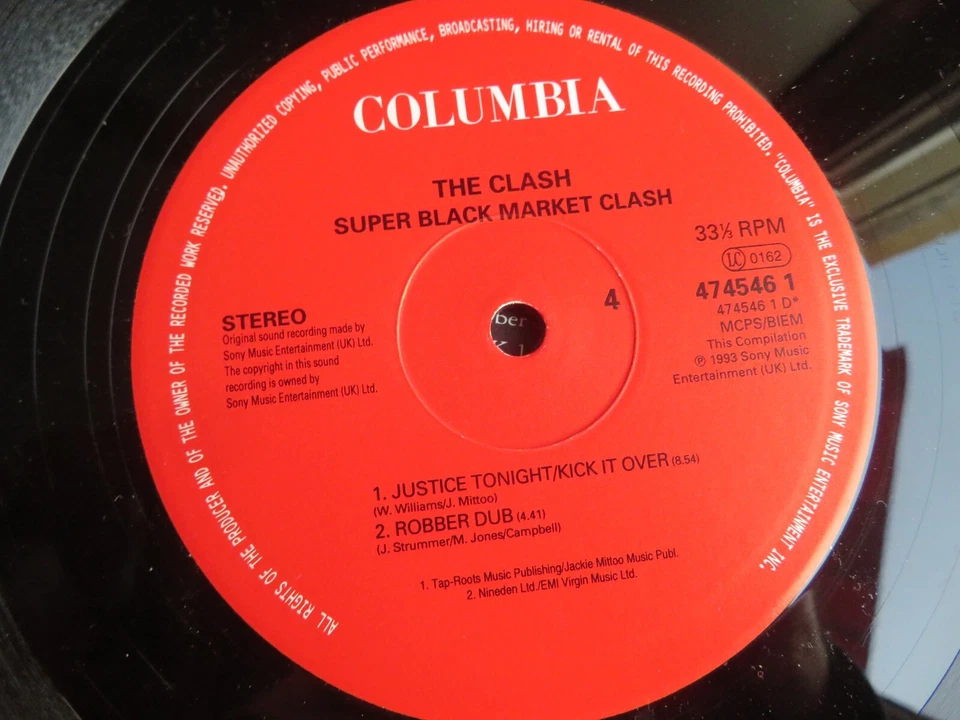 ALL RIGHTS OF THE PRODUCER AND OF THE OWNER OF THE RECORDED WORK RESERVED. UNAUTHORIZED COPYING, PUBLIC PERFORMANCE, BROADCASTING, HIRING OR RENTAL OF THIS RECORDING PROHIBITED. "COLUMBIA" IS THE EXCLUSIVE TRADEMARK OF SONY MUSIC ENTERTAINMENT INC.
COLUMBIA
THE CLASH
SUPER BLACK MARKET CLASH
STEREO
Original sound recording made by
Sony Music Entertainment (UK) Ltd.
The copyright in this sound
recording is owned by
Sony Music Entertainment (UK) Ltd.
ber
4
33⅓ RPM
LC 0162
474546 1
474546 1 D*
MCPS/BIEM
This Compilation
℗ 1993 Sony Music
Entertainment (UK) Ltd.
1. JUSTICE TONIGHT/KICK IT OVER (8.54)
(W. Williams/J. Mittoo)
2. ROBBER DUB (4.41)
(J. Strummer/M. Jones/Campbell)
1. Tap-Roots Music Publishing/Jackie Mittoo Music Publ.
2. Nineden Ltd./EMI Virgin Music Ltd.